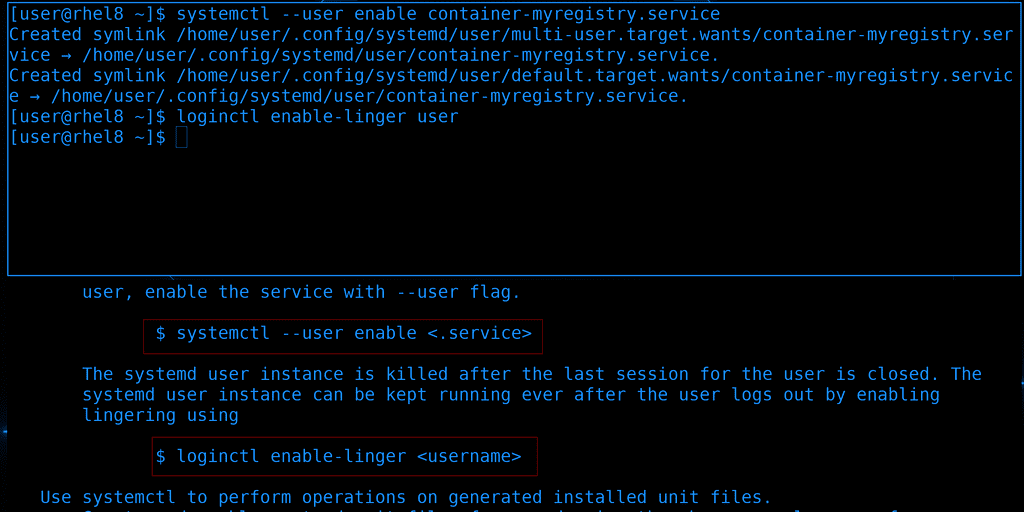 [user@rhel8 ~]$ systemctl --user enable container-myregistry.service
Created symlink /home/user/.config/systemd/user/multi-user.target.wants/container-myregistry.ser
vice → /home/user/.config/systemd/user/container-myregistry.service.
Created symlink /home/user/.config/systemd/user/default.target.wants/container-myregistry.servic
e → /home/user/.config/systemd/user/container-myregistry.service.
[user@rhel8 ~]$ loginctl enable-linger user
[user@rhel8 ~]$
user, enable the service with --user flag.
$ systemctl --user enable <.service>
The systemd user instance is killed after the last session for the user is closed. The
systemd user instance can be kept running ever after the user logs out by enabling
lingering using
$ loginctl enable-linger <username>
Use systemctl to perform operations on generated installed unit files.